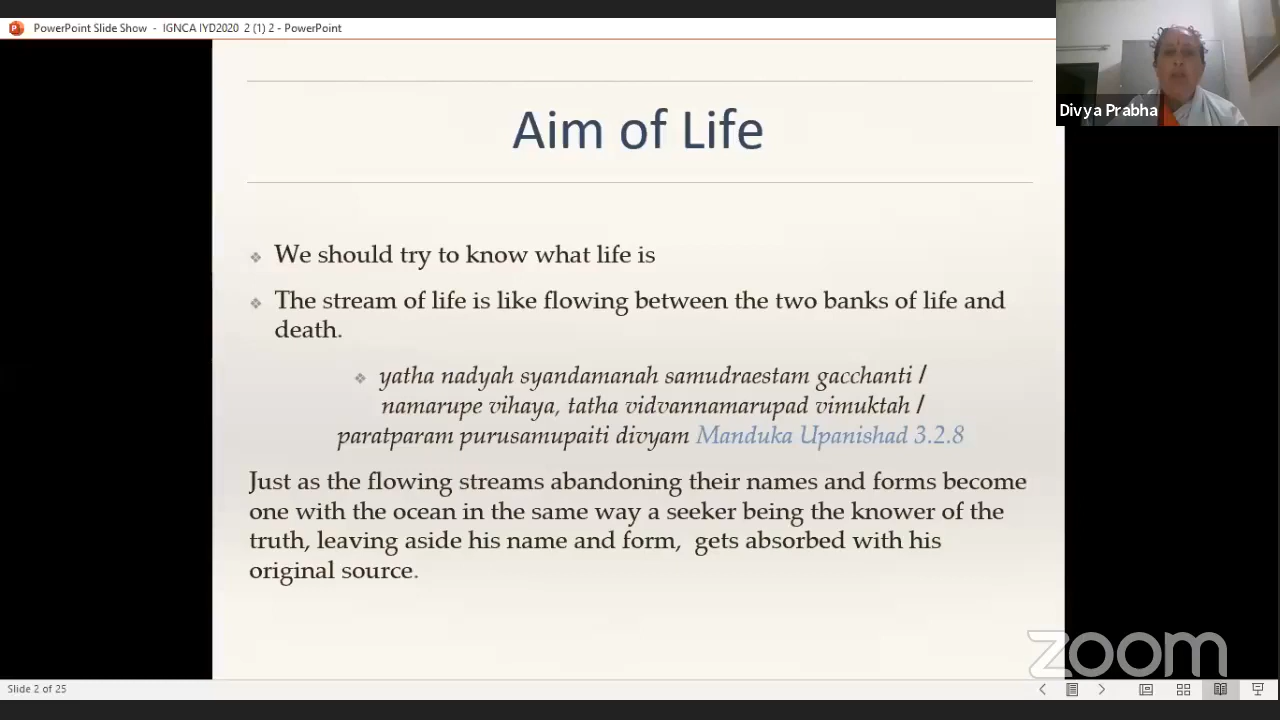 PowerPoint Slide Show - IGNCA IYD2020 2 (1) 2 - PowerPoint
Divya Prabha
Aim of Life
We should try to know what life is
The stream of life is like flowing between the two banks of life and
death.
yatha nadyah syandamanah samudraestam gacchanti /
namarupe vihaya, tatha vidvannamarupad vimuktah /
paratparam purusamupaiti divyam Manduka Upanishad 3.2.8
Just as the flowing streams abandoning their names and forms become
one with the ocean in the same way a seeker being the knower of the
truth, leaving aside his name and form, gets absorbed with his
original source.
zoom
Slide 2 of 25